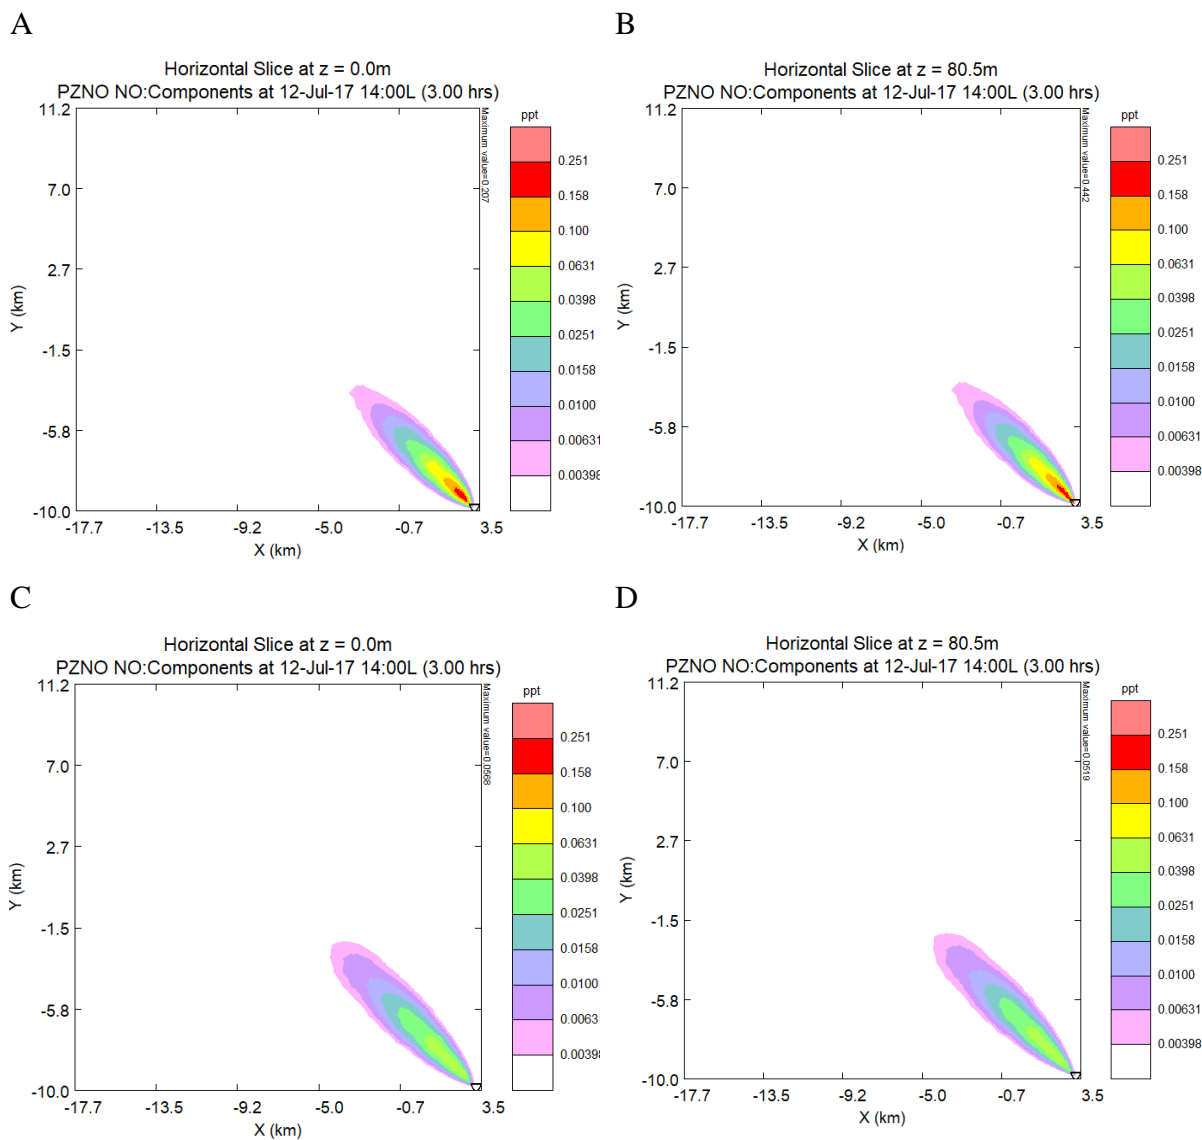 A
Horizontal Slice at z = 0.0m
PZNO NO:Components at 12-Jul-17 14:00L (3.00 hrs)
11.2
7.0
2.7
-1.5
-5.8
-10.0
Y (km)
-17.7 -13.5 -9.2 -5.0 -0.7 3.5
X (km)
Maximum value=0.207
ppt
0.251
0.158
0.100
0.0631
0.0398
0.0251
0.0158
0.0100
0.00631
0.00398
B
Horizontal Slice at z = 80.5m
PZNO NO:Components at 12-Jul-17 14:00L (3.00 hrs)
11.2
7.0
2.7
-1.5
-5.8
-10.0
Y (km)
-17.7 -13.5 -9.2 -5.0 -0.7 3.5
X (km)
Maximum value=0.442
ppt
0.251
0.158
0.100
0.0631
0.0398
0.0251
0.0158
0.0100
0.00631
0.00398
C
Horizontal Slice at z = 0.0m
PZNO NO:Components at 12-Jul-17 14:00L (3.00 hrs)
11.2
7.0
2.7
-1.5
-5.8
-10.0
Y (km)
-17.7 -13.5 -9.2 -5.0 -0.7 3.5
X (km)
Maximum value=0.0568
ppt
0.251
0.158
0.100
0.0631
0.0398
0.0251
0.0158
0.0100
0.0063
0.00398
D
Horizontal Slice at z = 80.5m
PZNO NO:Components at 12-Jul-17 14:00L (3.00 hrs)
11.2
7.0
2.7
-1.5
-5.8
-10.0
Y (km)
-17.7 -13.5 -9.2 -5.0 -0.7 3.5
X (km)
Maximum value=0.0519
ppt
0.251
0.158
0.100
0.0631
0.0398
0.0251
0.0158
0.0100
0.00631
0.00398